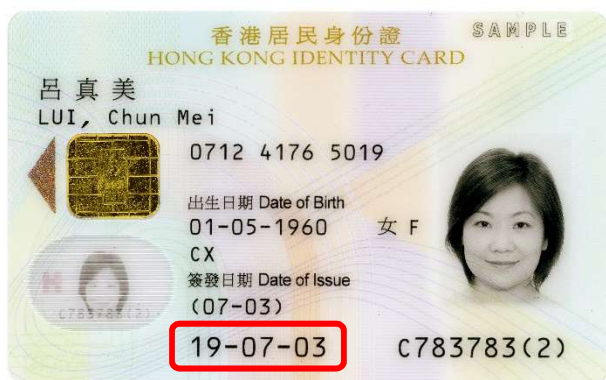 香港居民身份證
SAMPLE
HONG KONG IDENTITY CARD
呂真美
LUI, Chun Mei
0712 4176 5019
出生日期 Date of Birth
01-05-1960 女 F
CX
簽發日期 Date of Issue
(07-03)
19-07-03
C783783(2)
C783783(2)